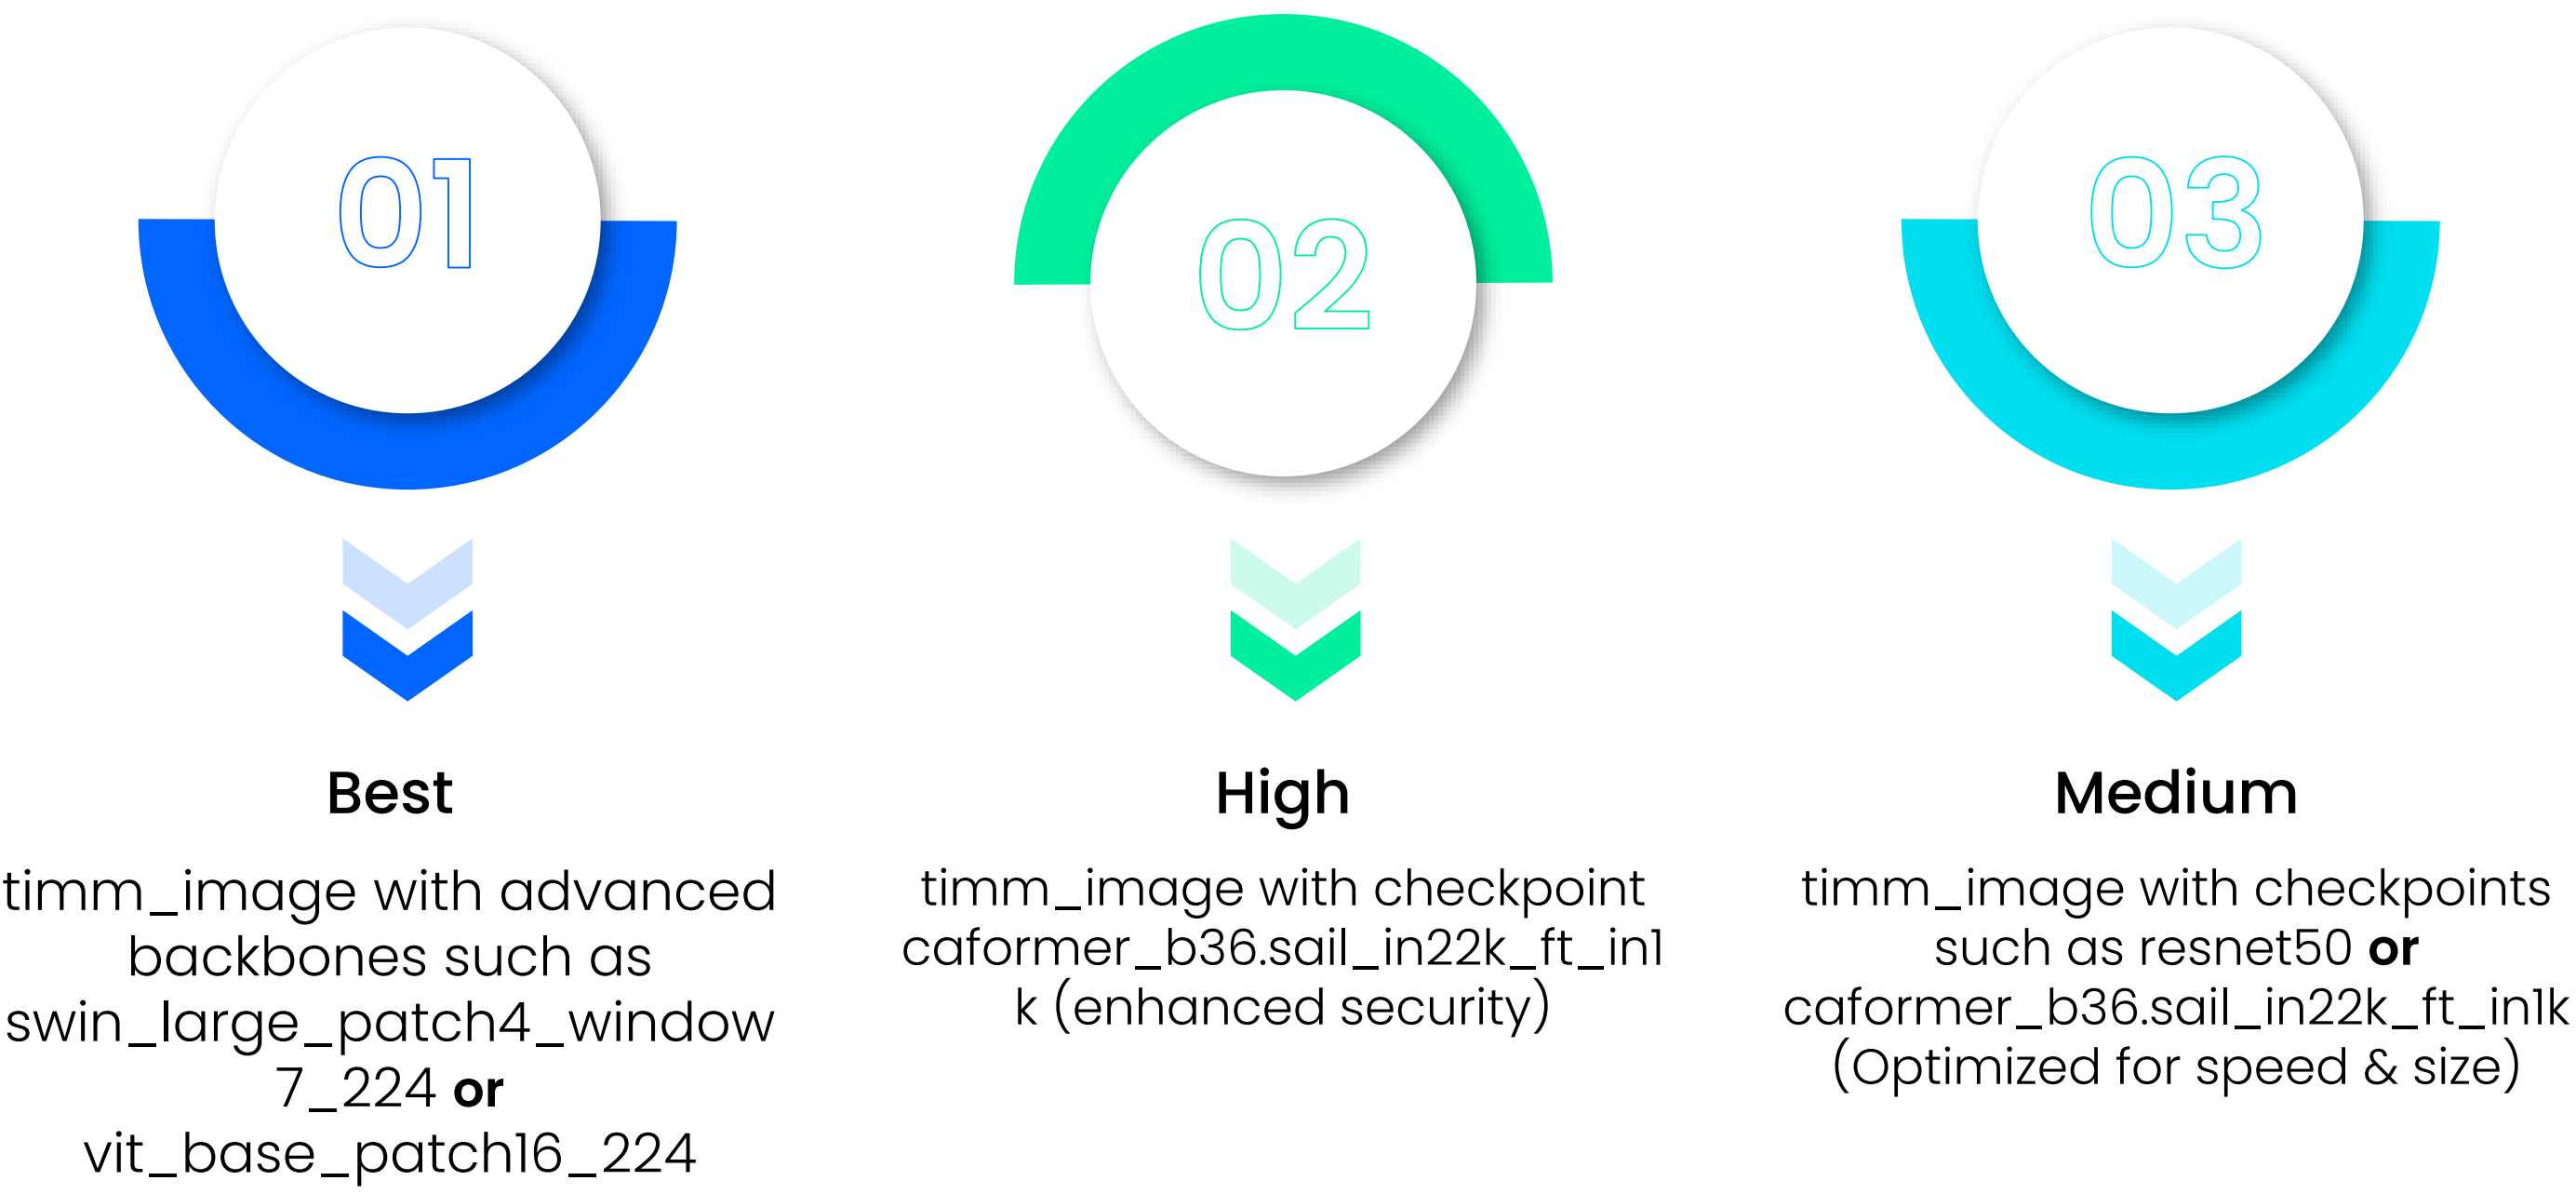 01
02
03
Best
timm_image with advanced
backbones such as
swin_large_patch4_window
7_224 or
vit_base_patch16_224
High
timm_image with checkpoint
caformer_b36.sail_in22k_ft_in1
k (enhanced security)
Medium
timm_image with checkpoints
such as resnet50 or
caformer_b36.sail_in22k_ft_in1k
(Optimized for speed & size)